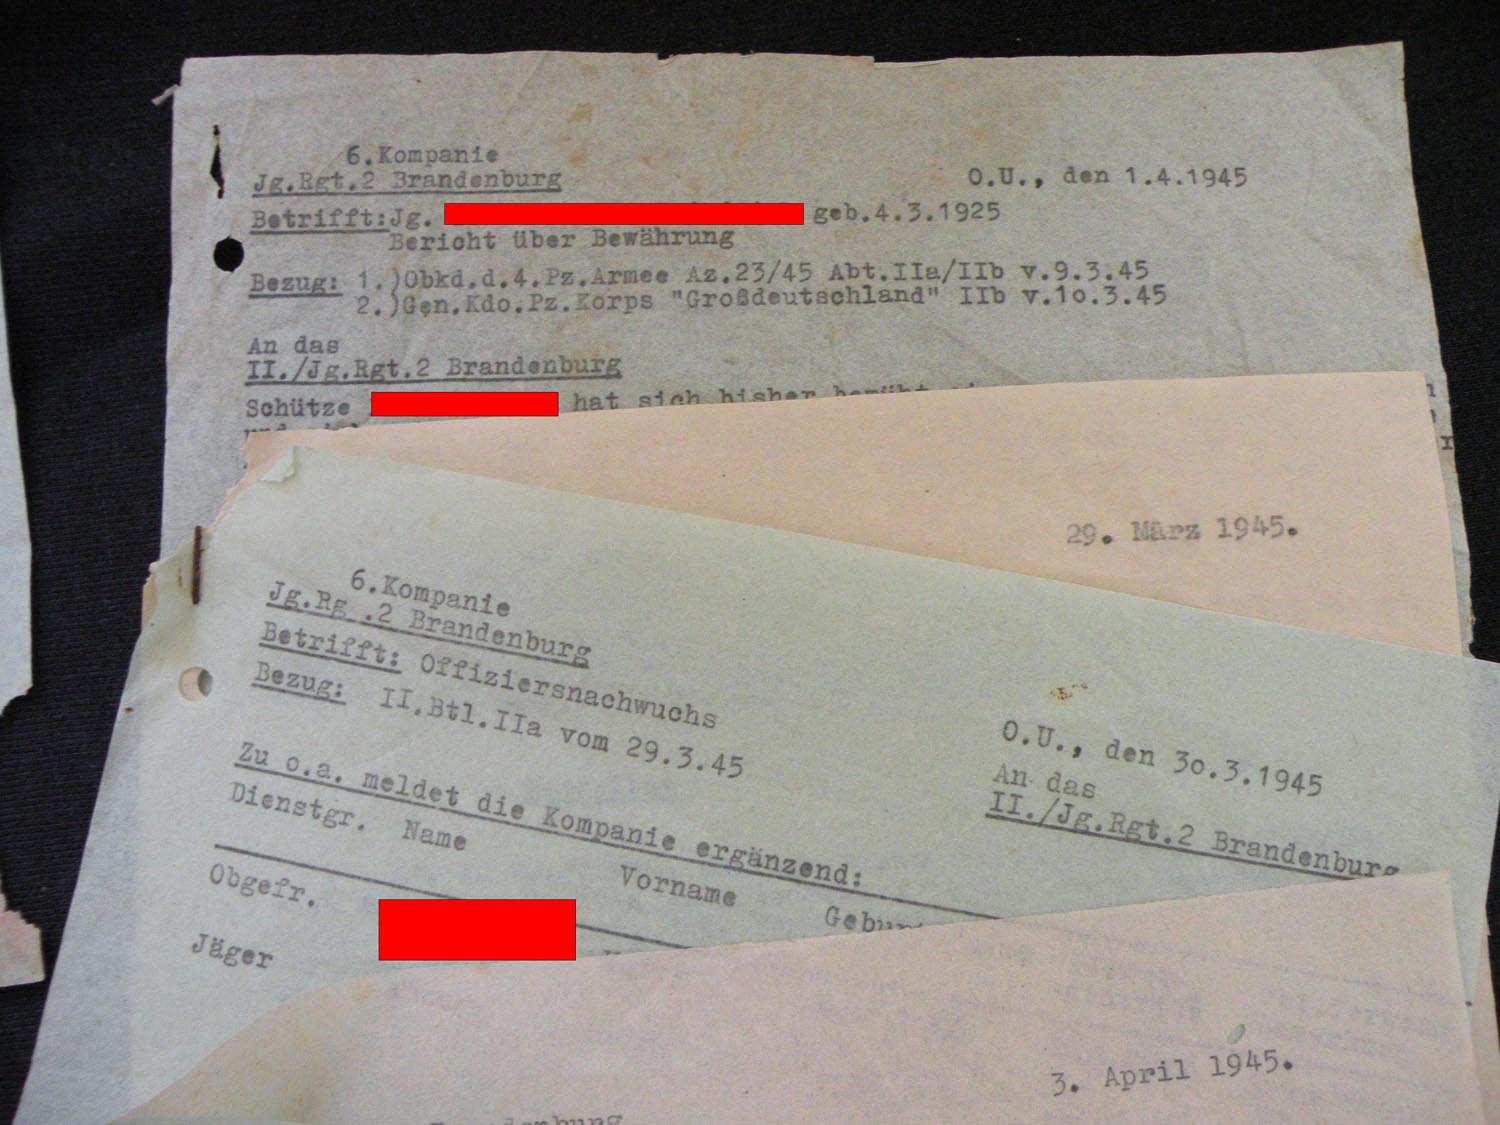 6.Kompanie
Jg.Rgt.2 Brandenburg
O.U., den 1.4.1945
Betrifft:Jg. geb.4.3.1925
Bericht über Bewährung
Bezug: 1.)Obkd.d.4.Pz.Armee Az.23/45 Abt.IIa/IIb v.9.3.45
2.)Gen.Kdo.Pz.Korps "Großdeutschland" IIb v.1o.3.45
An das
II./Jg.Rgt.2 Brandenburg
Schütze hat sich bisher bemüht
29. März 1945.
6.Kompanie
Jg.Rg .2 Brandenburg
Betrifft: Offiziersnachwuchs
Bezug: II.Btl.IIa vom 29.3.45
O.U., den 3o.3.1945
An das
II./Jg.Rgt.2 Brandenburg
Zu o.a. meldet die Kompanie ergänzend:
Dienstgr. Name Vorname
Obgefr.
Jäger
3. April 1945.